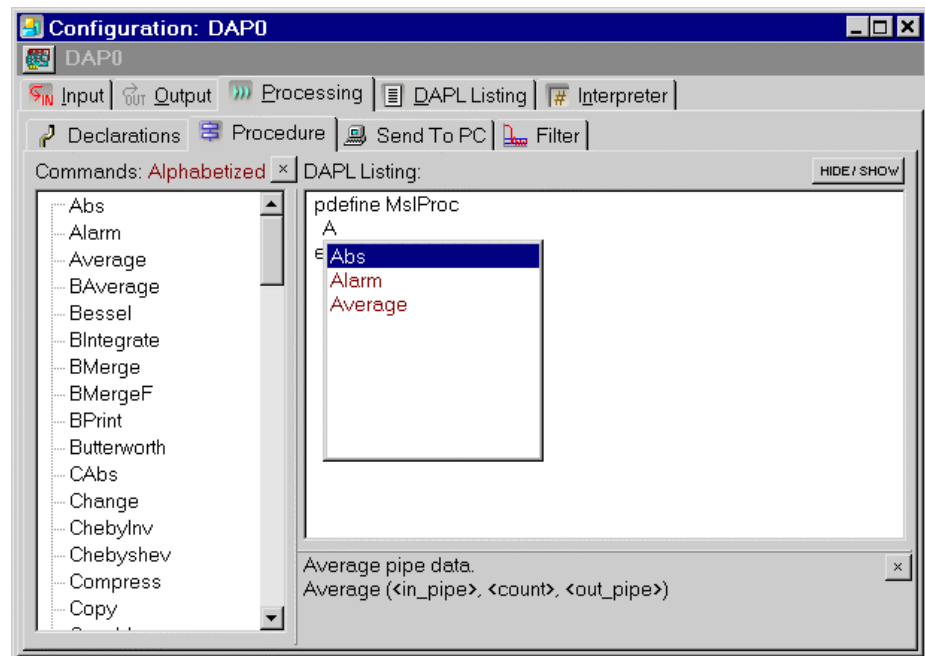 Configuration: DAP0
DAP0
Input Output Processing DAPL Listing # Interpreter
Declarations Procedure Send To PC Filter
Commands: Alphabetized
Abs
Alarm
Average
BAverage
Bessel
BIntegrate
BMerge
BMergeF
BPrint
Butterworth
CAbs
Change
ChebyInv
Chebyshev
Compress
Copy
DAPL Listing: HIDE / SHOW
pdefine MslProc
A
Abs
Alarm
Average
Average pipe data.
Average (<in_pipe>, <count>, <out_pipe>)